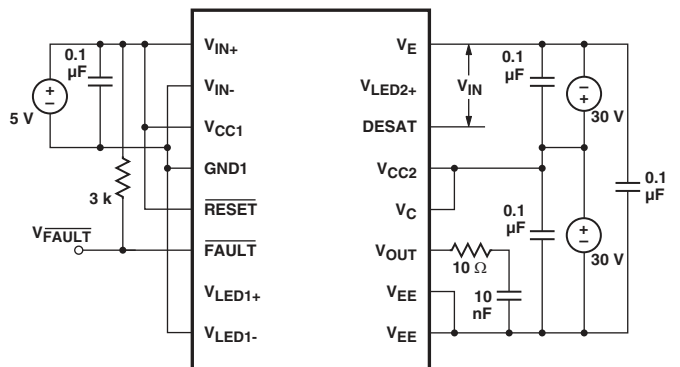 0.1
µF
5 V
3 k
VFAULT
VIN+
VIN-
VCC1
GND1
RESET
FAULT
VLED1+
VLED1-
VE
VLED2+
DESAT
VCC2
VC
VOUT
VEE
VEE
VIN
0.1
µF
30 V
0.1
µF
0.1
µF
30 V
10 Ω
10
nF